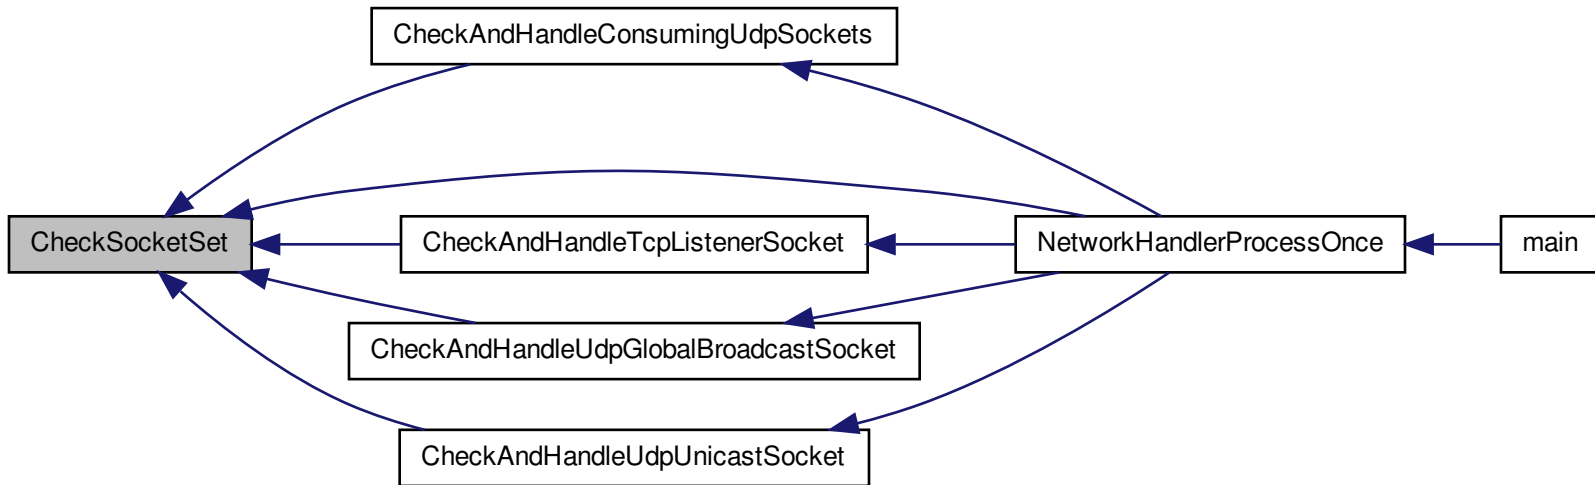 CheckAndHandleConsumingUdpSockets
CheckSocketSet
CheckAndHandleTcpListenerSocket
NetworkHandlerProcessOnce
main
CheckAndHandleUdpGlobalBroadcastSocket
CheckAndHandleUdpUnicastSocket